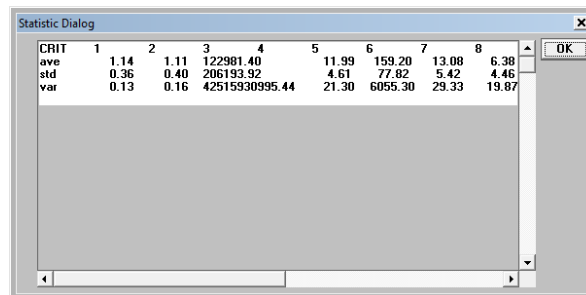 Statistic Dialog
CRIT 1 2 3 4 5 6 7 8
ave 1.14 1.11 122981.40 11.99 159.20 13.08 6.38
std 0.36 0.40 206193.92 4.61 77.82 5.42 4.46
var 0.13 0.16 42515930995.44 21.30 6055.30 29.33 19.87
OK